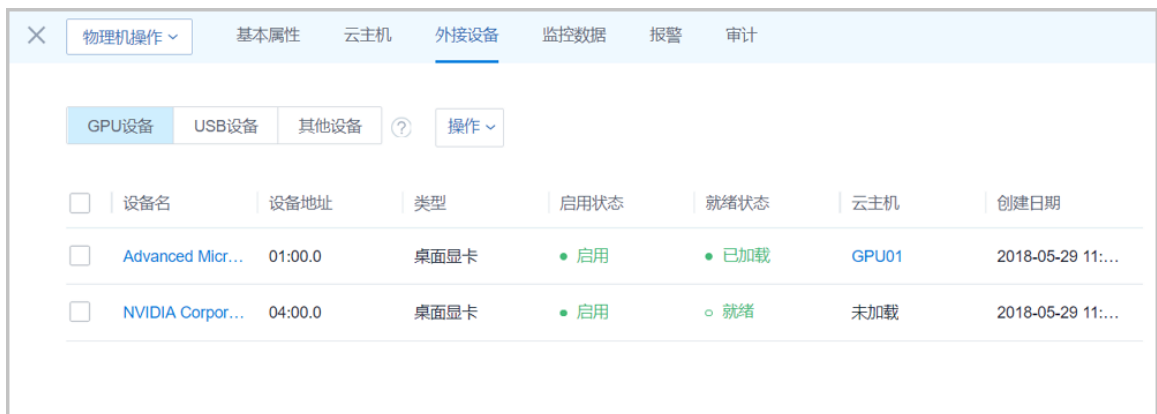 物理机操作 基本属性 云主机 外接设备 监控数据 报警 审计
GPU设备 USB设备 其他设备 ? 操作
设备名 设备地址 类型 启用状态 就绪状态 云主机 创建日期
Advanced Micr... 01:00.0 桌面显卡 启用 已加载 GPU01 2018-05-29 11:...
NVIDIA Corpor... 04:00.0 桌面显卡 启用 就绪 未加载 2018-05-29 11:...